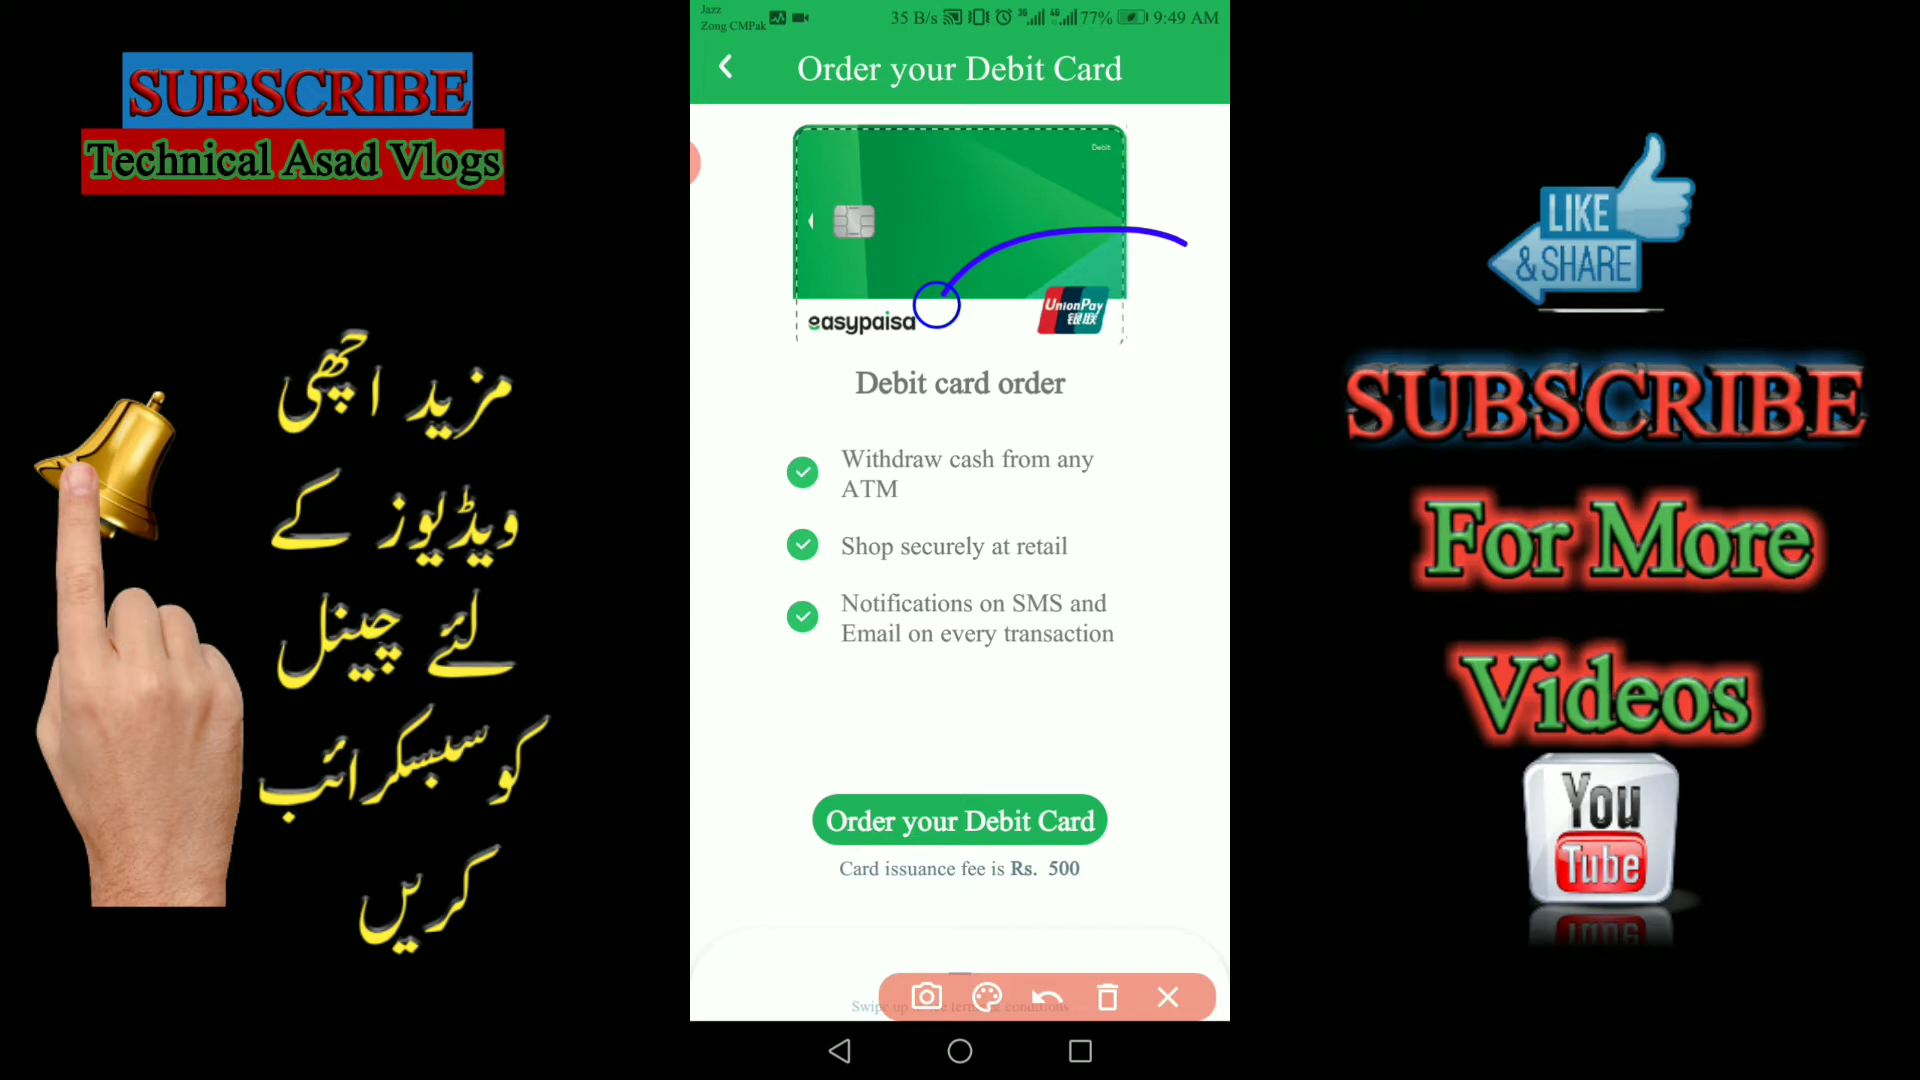 SUBSCRIBE
Technical Asad Vlogs
مزید اچھی
ویڈیوز کے
لئے چینل
کو سبسکرائب
کریں
Jazz
Zong CMPak
35 B/s 3G 4G 77% 9:49 AM
Order your Debit Card
Debit
easypaisa
UnionPay
银联
Debit card order
Withdraw cash from any
ATM
Shop securely at retail
Notifications on SMS and
Email on every transaction
Order your Debit Card
Card issuance fee is Rs. 500
LIKE
& SHARE
SUBSCRIBE
For More
Videos
You
Tube